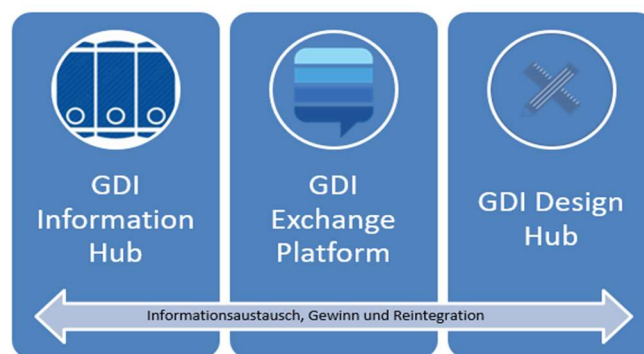 GDI
Information
Hub
GDI
Exchange
Platform
GDI Design
Hub
Informationsaustausch, Gewinn und Reintegration